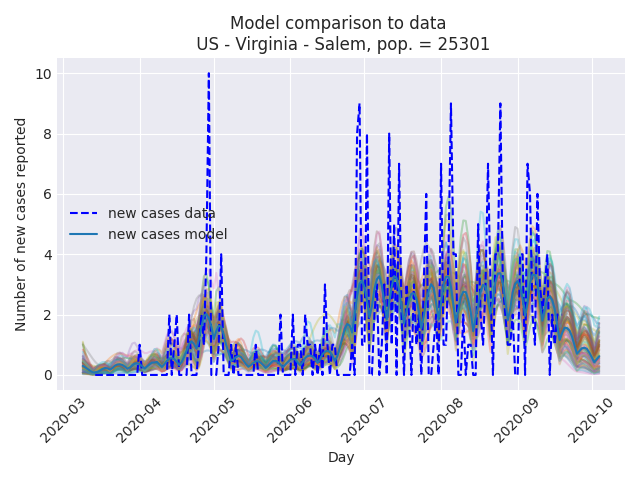 Model comparison to data
US - Virginia - Salem, pop. = 25301
Number of new cases reported
10
8
6
4
2
0
new cases data
new cases model
2020-03
2020-04
2020-05
2020-06
2020-07
2020-08
2020-09
2020-10
Day